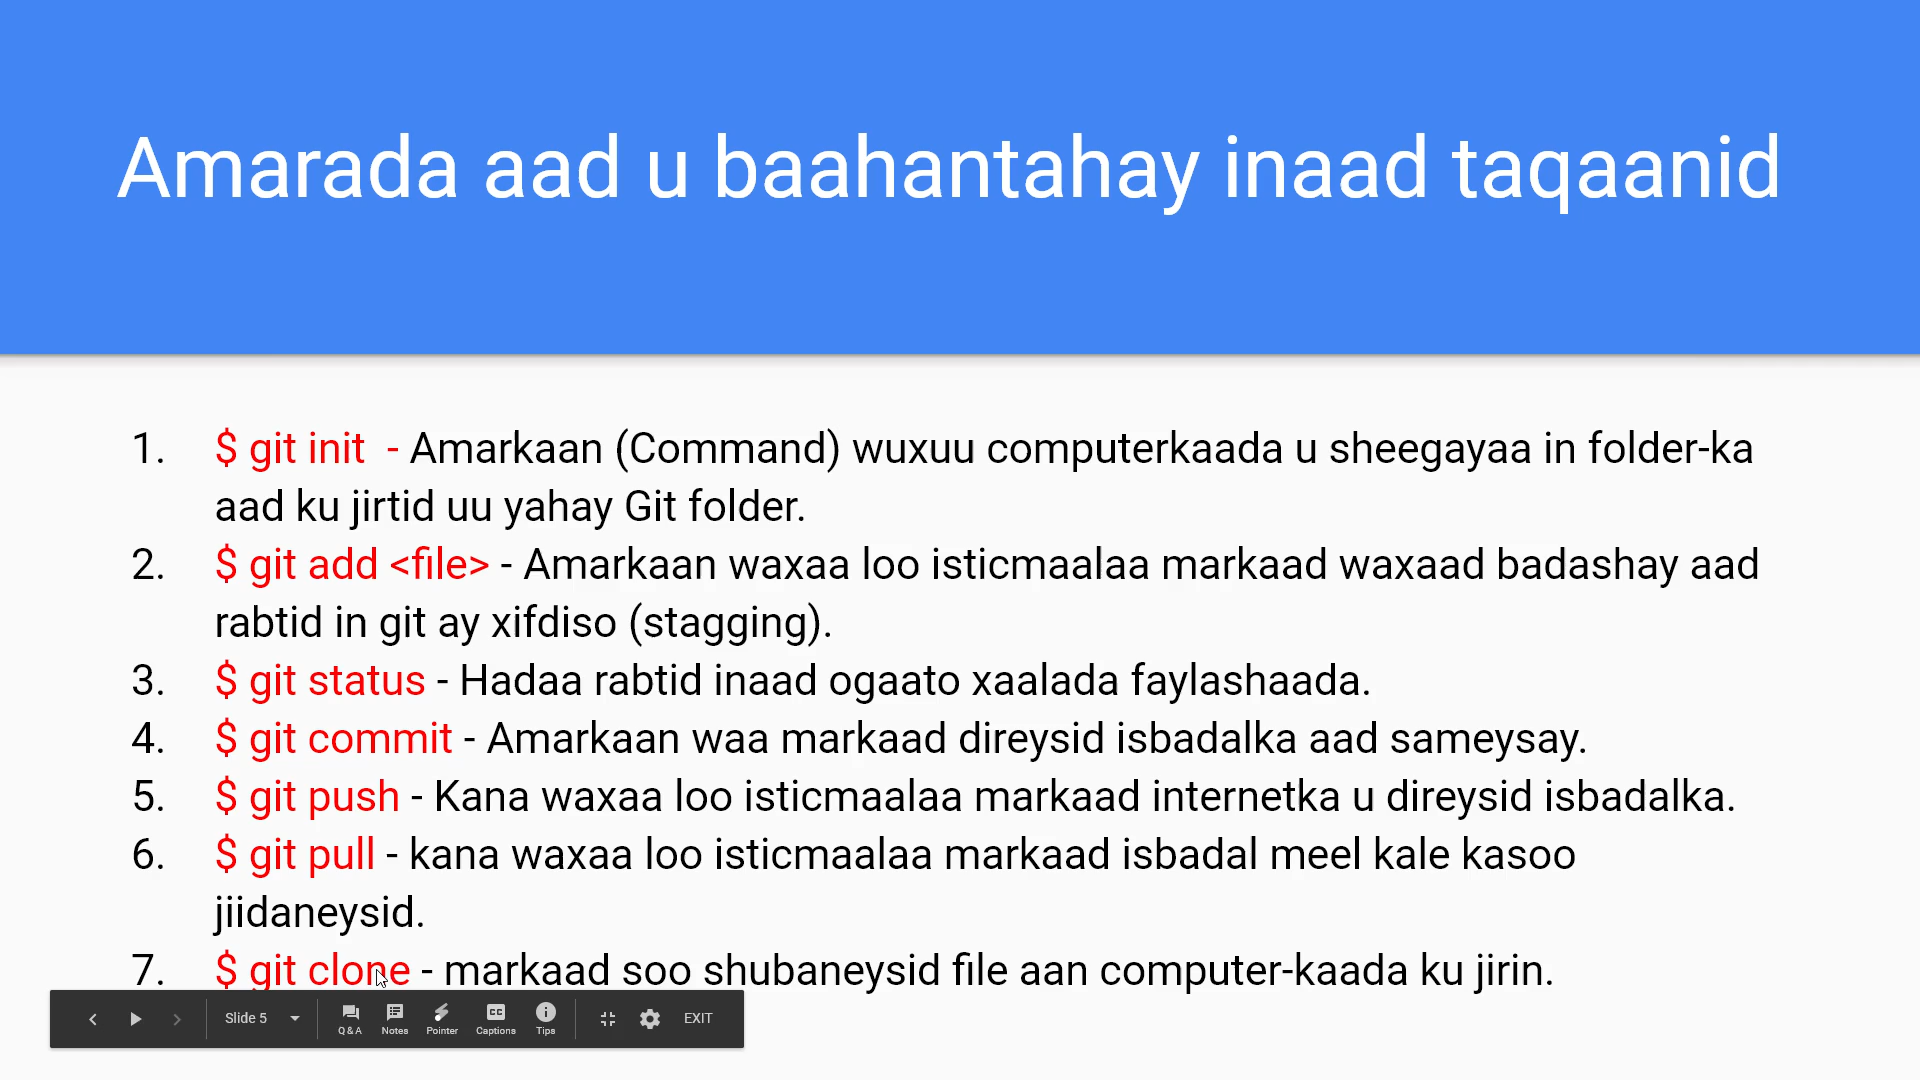 Amarada aad u baahantahay inaad taqaanid
1. $ git init - Amarkaan (Command) wuxuu computerkaada u sheegayaa in folder-ka
aad ku jirtid uu yahay Git folder.
2. $ git add <file> - Amarkaan waxaa loo isticmaalaa markaad waxaad badashay aad
rabtid in git ay xifdiso (stagging).
3. $ git status - Hadaa rabtid inaad ogaato xaalada faylashaada.
4. $ git commit - Amarkaan waa markaad direysid isbadalka aad sameysay.
5. $ git push - Kana waxaa loo isticmaalaa markaad internetka u direysid isbadalka.
6. $ git pull - kana waxaa loo isticmaalaa markaad isbadal meel kale kasoo
jiidaneysid.
7. $ git clone - markaad soo shubaneysid file aan computer-kaada ku jirin.
Slide 5 Q&A Notes Pointer CC Captions Tips EXIT